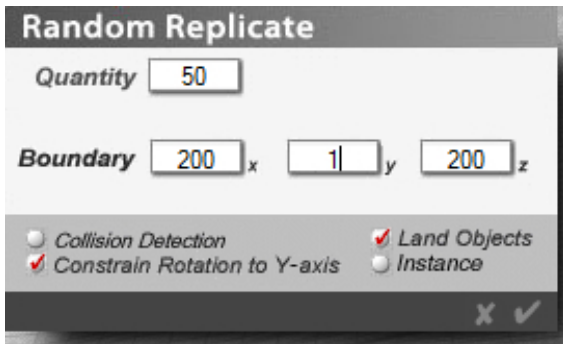 Random Replicate
Quantity 50
Boundary 200 x 1 y 200 z
Collision Detection Land Objects
Constrain Rotation to Y-axis Instance